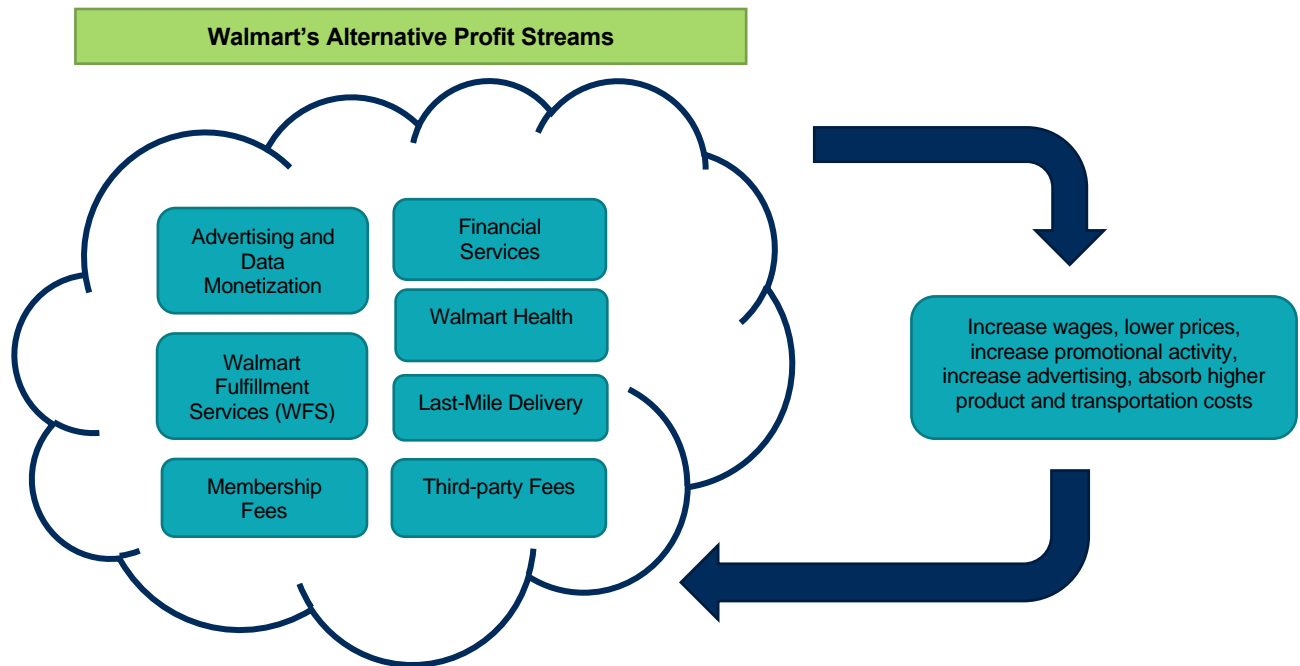 Walmart’s Alternative Profit Streams
Advertising and
Data
Monetization
Financial
Services
Walmart Health
Walmart
Fulfillment
Services (WFS)
Last-Mile Delivery
Membership
Fees
Third-party Fees
Increase wages, lower prices,
increase promotional activity,
increase advertising, absorb higher
product and transportation costs